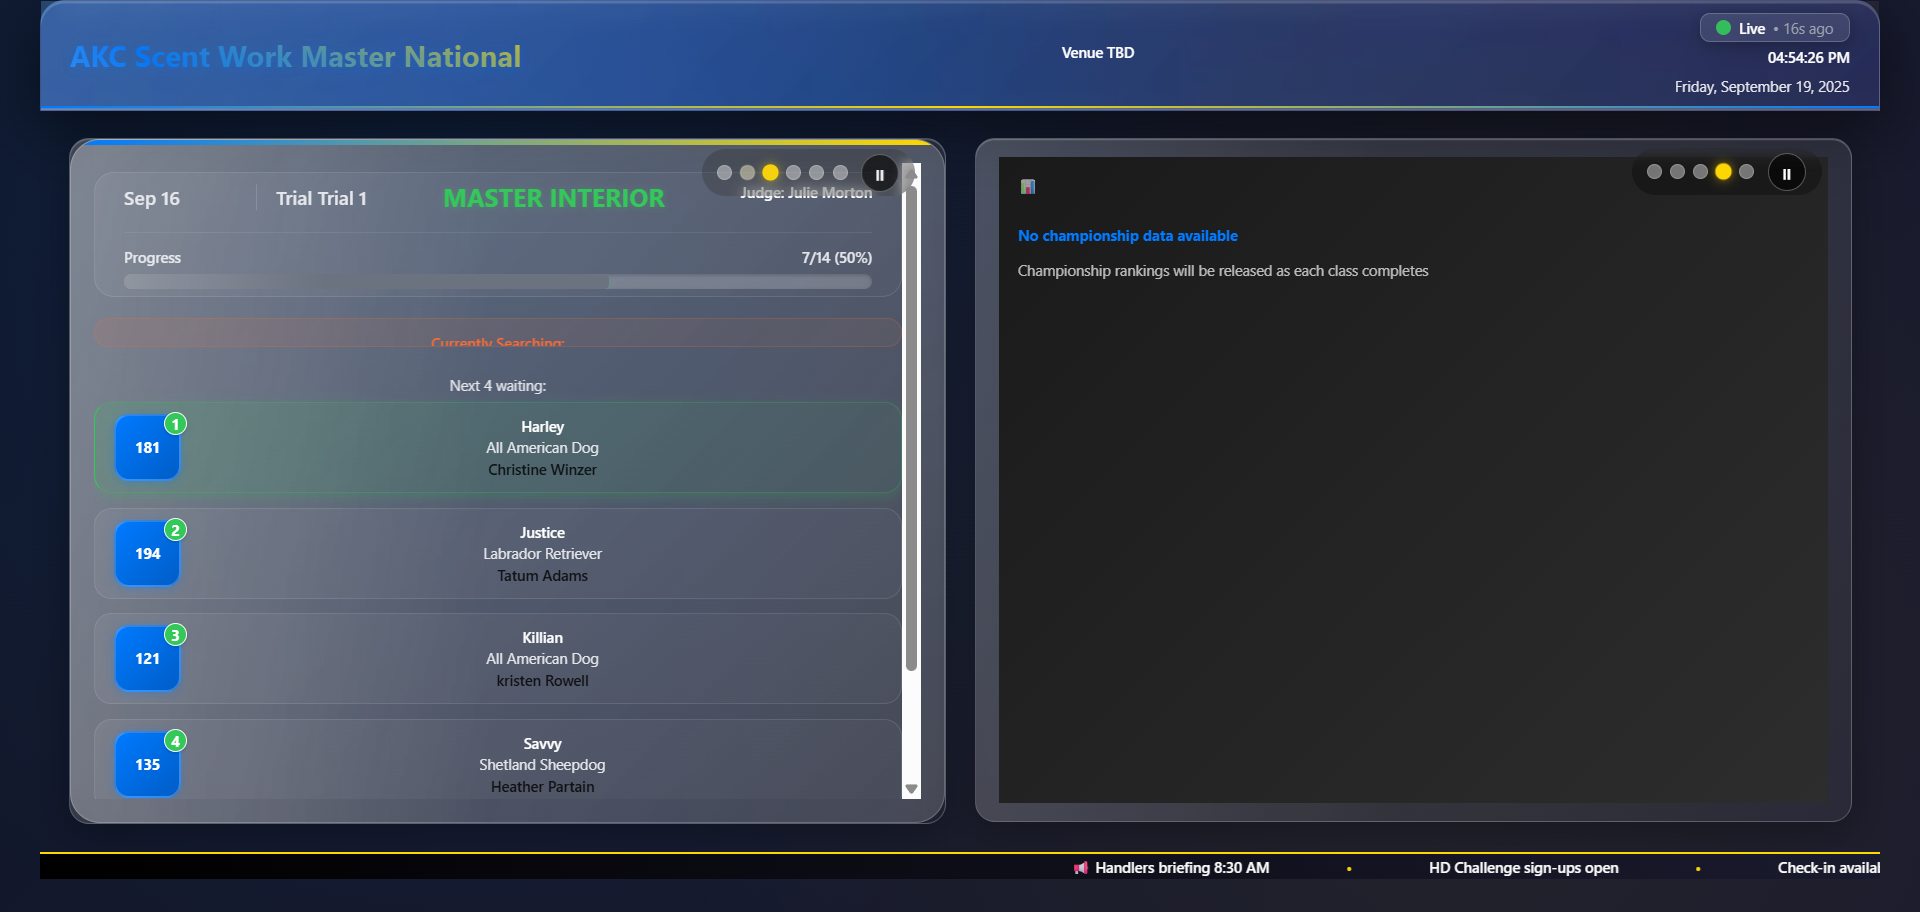 AKC Scent Work Master National
Venue TBD
Live • 16s ago
04:54:26 PM
Friday, September 19, 2025
Sep 16
Trial Trial 1
MASTER INTERIOR
Judge: Julie Morton
Progress
7/14 (50%)
Currently Searching:
Next 4 waiting:
181
1
Harley
All American Dog
Christine Winzer
194
2
Justice
Labrador Retriever
Tatum Adams
121
3
Killian
All American Dog
kristen Rowell
135
4
Savvy
Shetland Sheepdog
Heather Partain
No championship data available
Championship rankings will be released as each class completes
Handlers briefing 8:30 AM • HD Challenge sign-ups open • Check-in availal